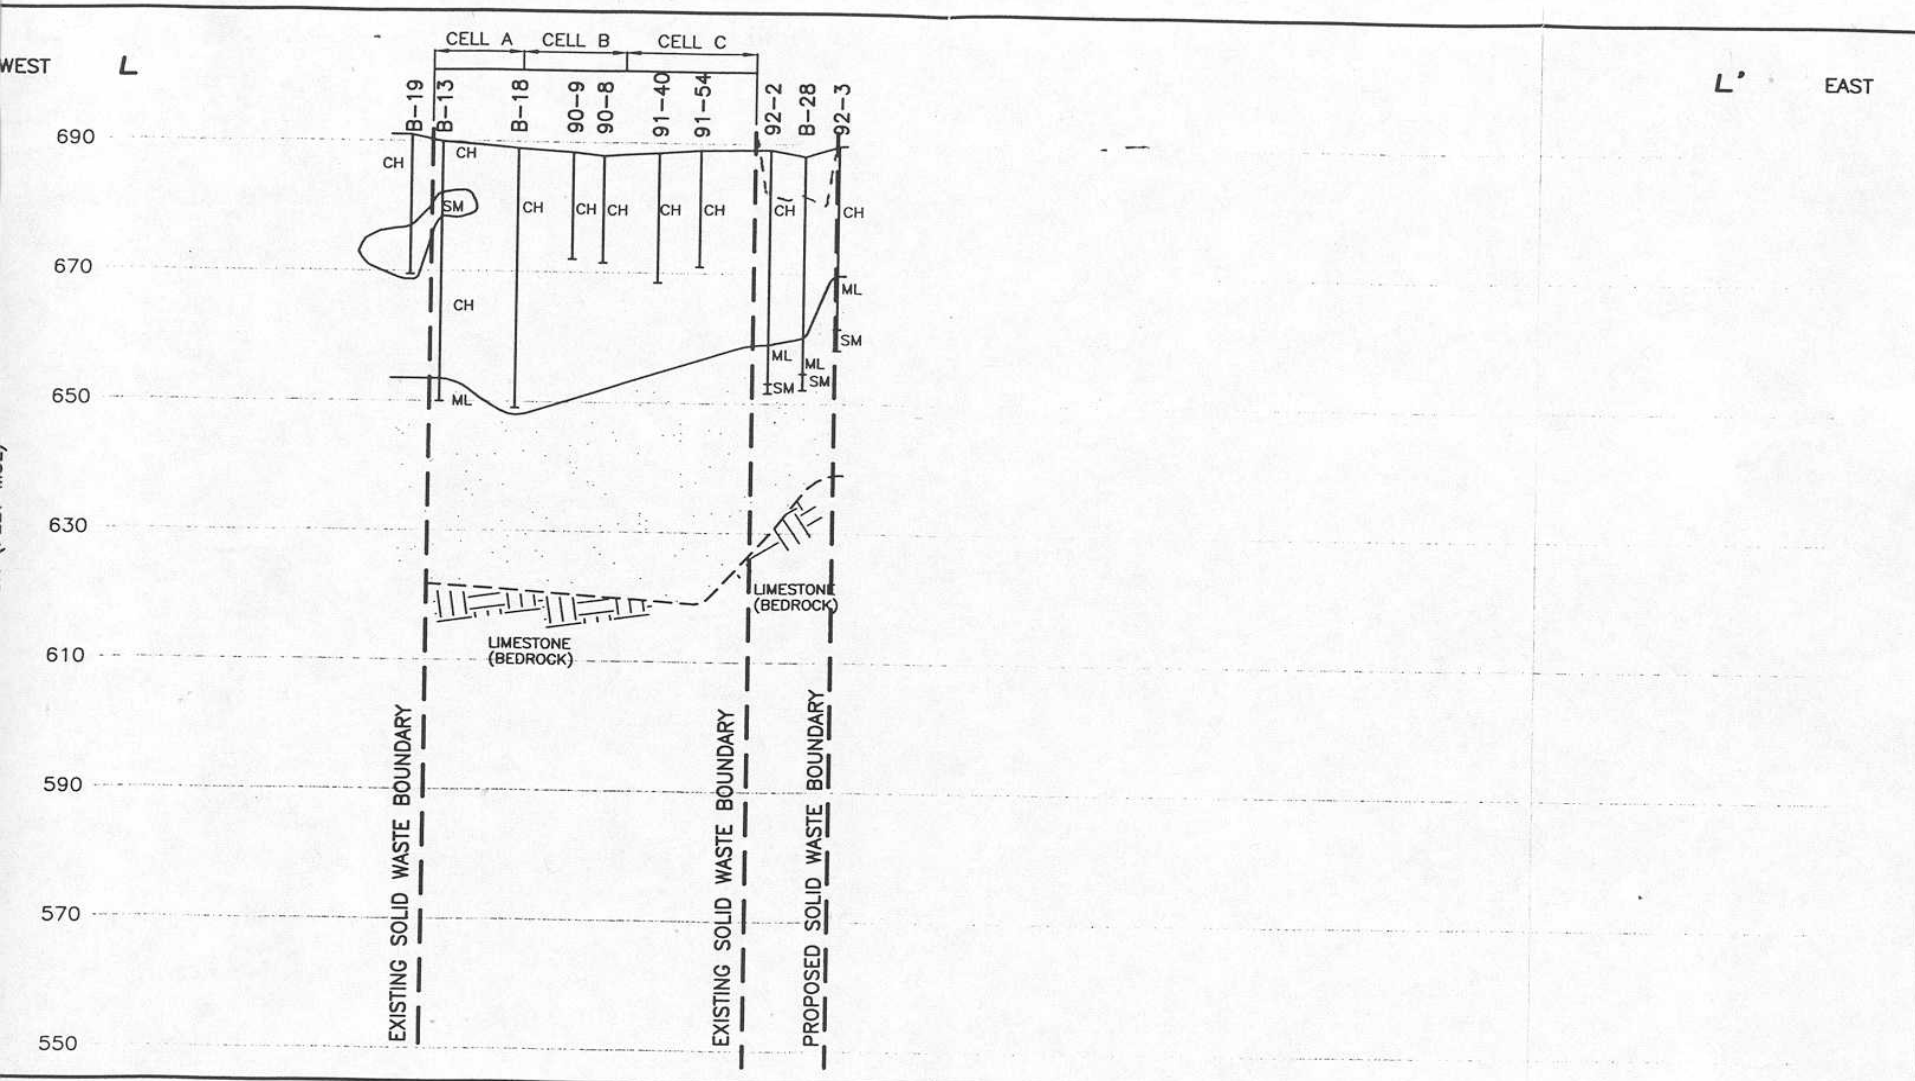 CELL A CELL B CELL C
WEST L L' EAST
B-19 B-13 B-18 90-9 90-8 91-40 91-54 92-2 B-28 92-3
690
CH CH
SM CH CH CH CH CH CH CH
670
ML
CH
SM
ML ML
SM SM
650 ML
630
LIMESTONE
(BEDROCK)
LIMESTONE
(BEDROCK)
610
EXISTING SOLID WASTE BOUNDARY
EXISTING SOLID WASTE BOUNDARY
PROPOSED SOLID WASTE BOUNDARY
590
570
550